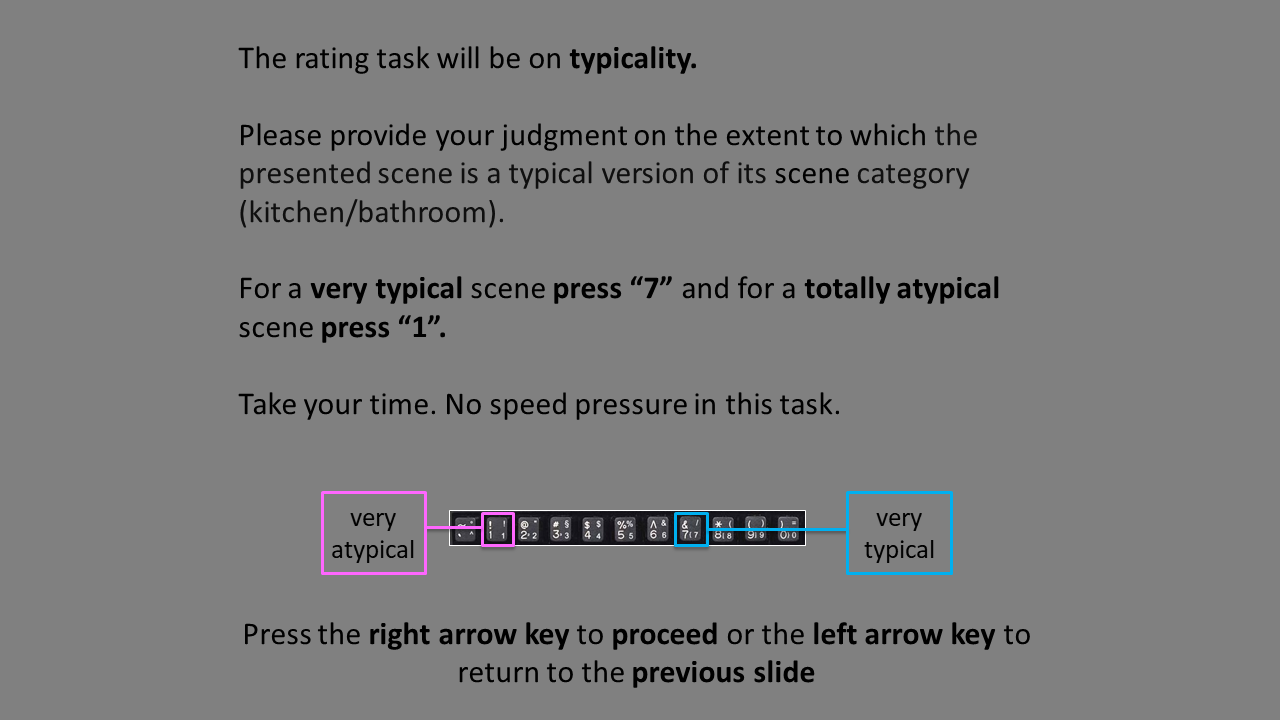 The rating task will be on typicality.
Please provide your judgment on the extent to which the
presented scene is a typical version of its scene category
(kitchen/bathroom).
For a very typical scene press “7” and for a totally atypical
scene press “1”.
Take your time. No speed pressure in this task.
very
atypical
very
typical
Press the right arrow key to proceed or the left arrow key to
return to the previous slide